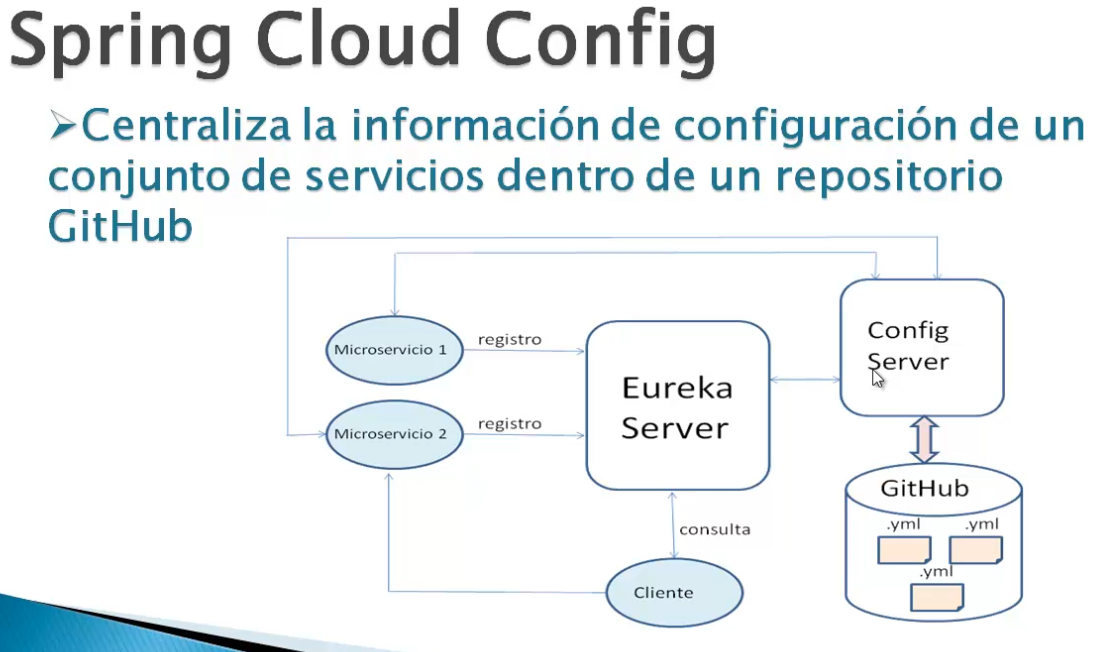 Spring Cloud Config
➢Centraliza la información de configuración de un
conjunto de servicios dentro de un repositorio
GitHub
Microservicio 1
registro
Microservicio 2
registro
Eureka
Server
Config
Server
consulta
Cliente
GitHub
.yml
.yml
.yml